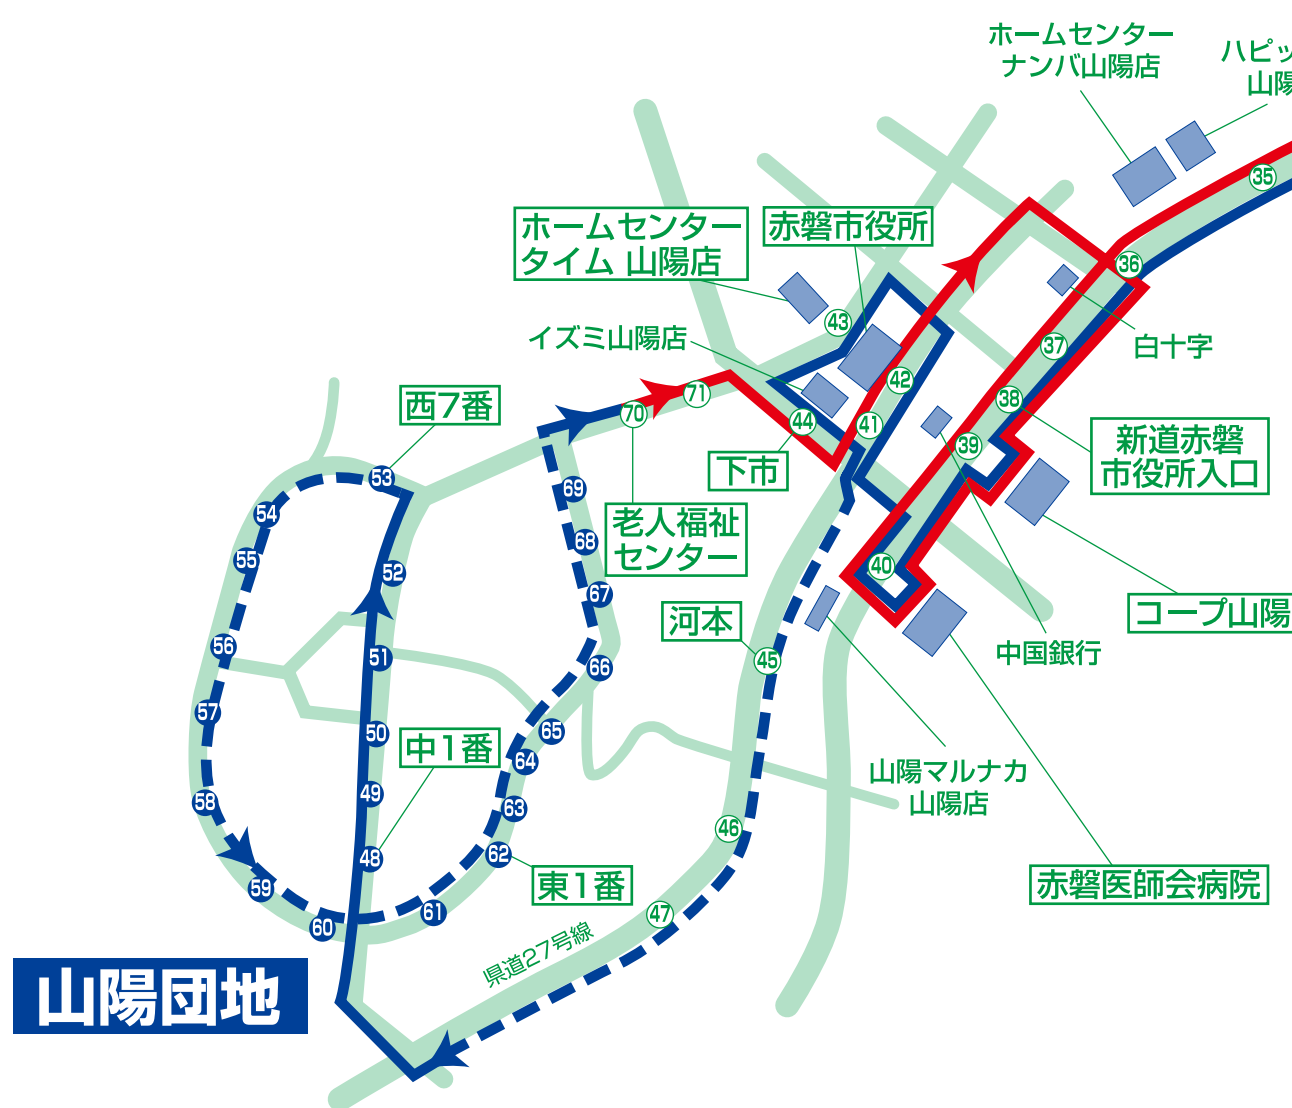 ホームセンター
ナンバ山陽店
ハピッ
山陽
35
36
ホームセンター
タイム 山陽店
赤磐市役所
43
白十字
イズミ山陽店
37
42
38
71
70
44
41
39
西7番
53
新道赤磐
市役所入口
下市
54
69
老人福祉
センター
68
55
40
52
67
コープ山陽
河本
56
中国銀行
51
45
66
57
50
65
中1番
64
山陽マルナカ
山陽店
49
58
63
46
62
48
東1番
赤磐医師会病院
59
61
47
60
県道27号線
山陽団地